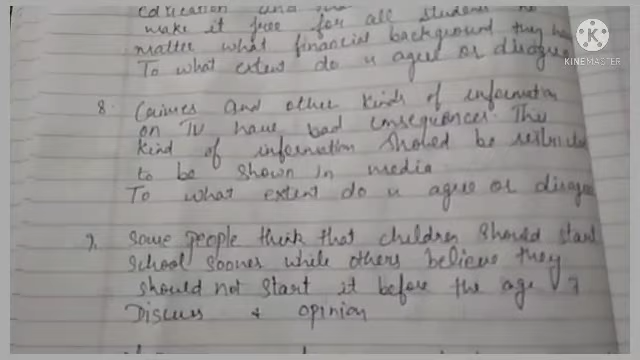 education and
make it free for all students no
matter what financial background they have
To what extent do u agree or disagree
8. Crimes and other kinds of information
on TV have bad consequences. This
kind of information should be restricted
to be shown in media
To what extent do u agree or disagree
9. Some people think that children should start
school sooner while others believe they
should not start it before the age 7
Discuss & opinion
KINEMASTER